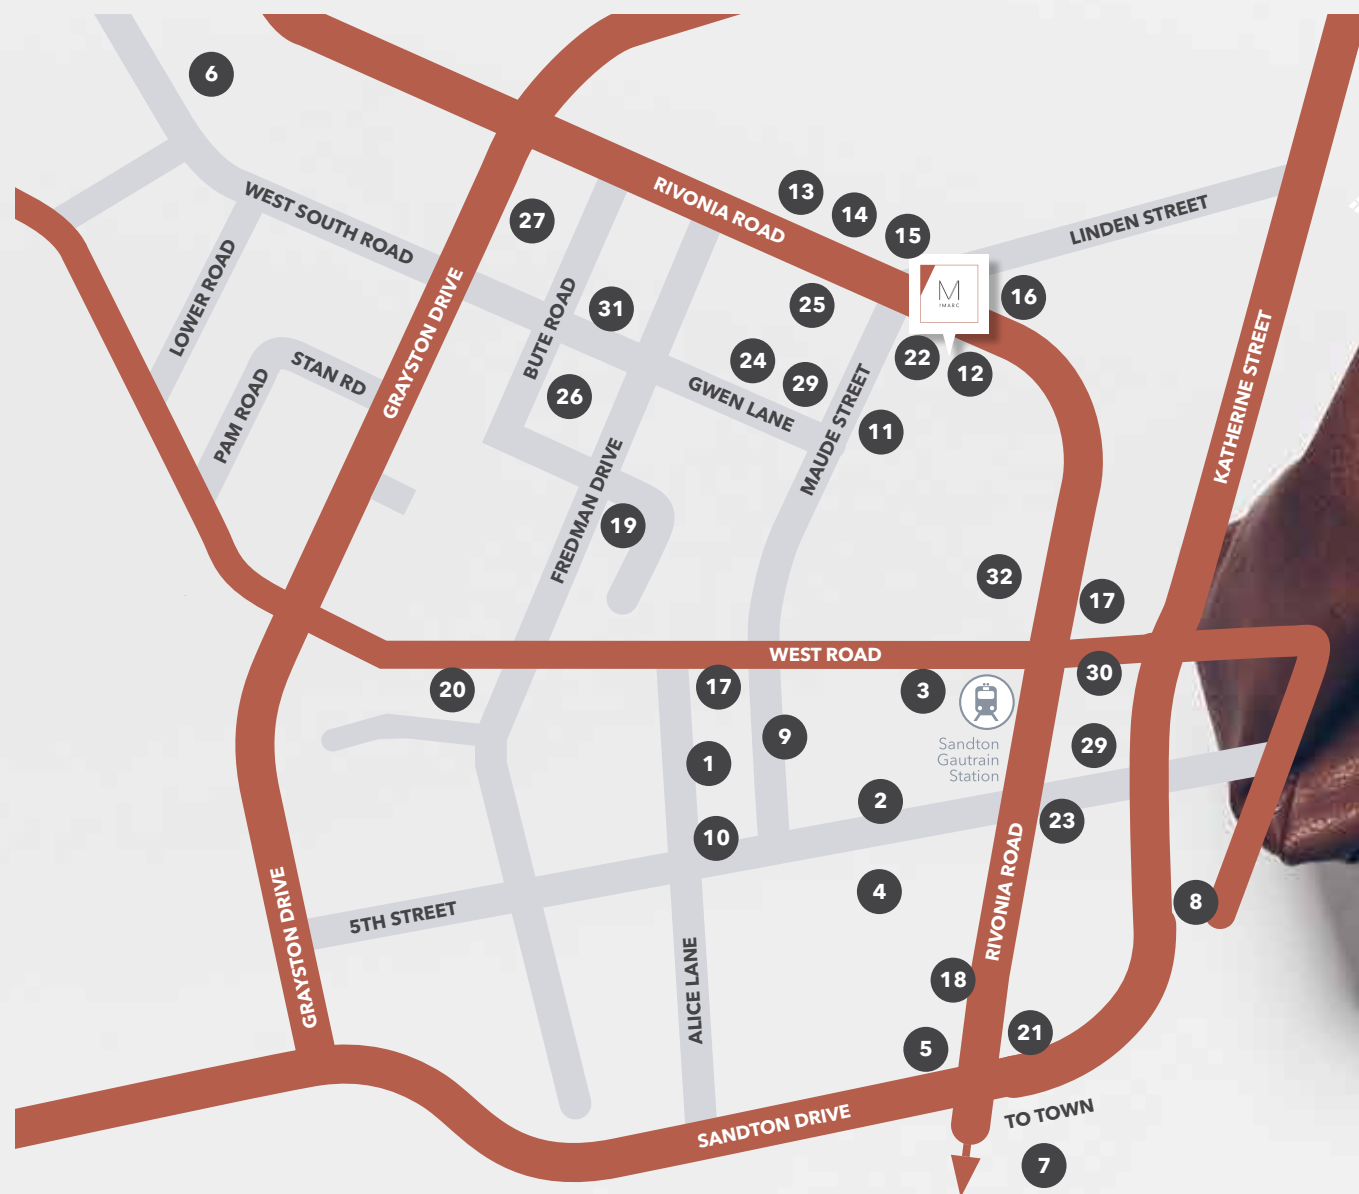 6
13
RIVONIA ROAD
14
27
WEST SOUTH ROAD
LINDEN STREET
15
LOWER ROAD
M
THE MARC
16
25
31
BUTE ROAD
GRAYSTON DRIVE
22
24
12
STAN RD
29
26
GWEN LANE
KATHERINE STREET
PAM ROAD
MAUDE STREET
11
FREDMAN DRIVE
19
32
17
WEST ROAD
30
20
17
3
9
Sandton
Gautrain
Station
29
1
2
23
10
RIVONIA ROAD
4
8
5TH STREET
GRAYSTON DRIVE
18
ALICE LANE
21
5
SANDTON DRIVE
TO TOWN
7